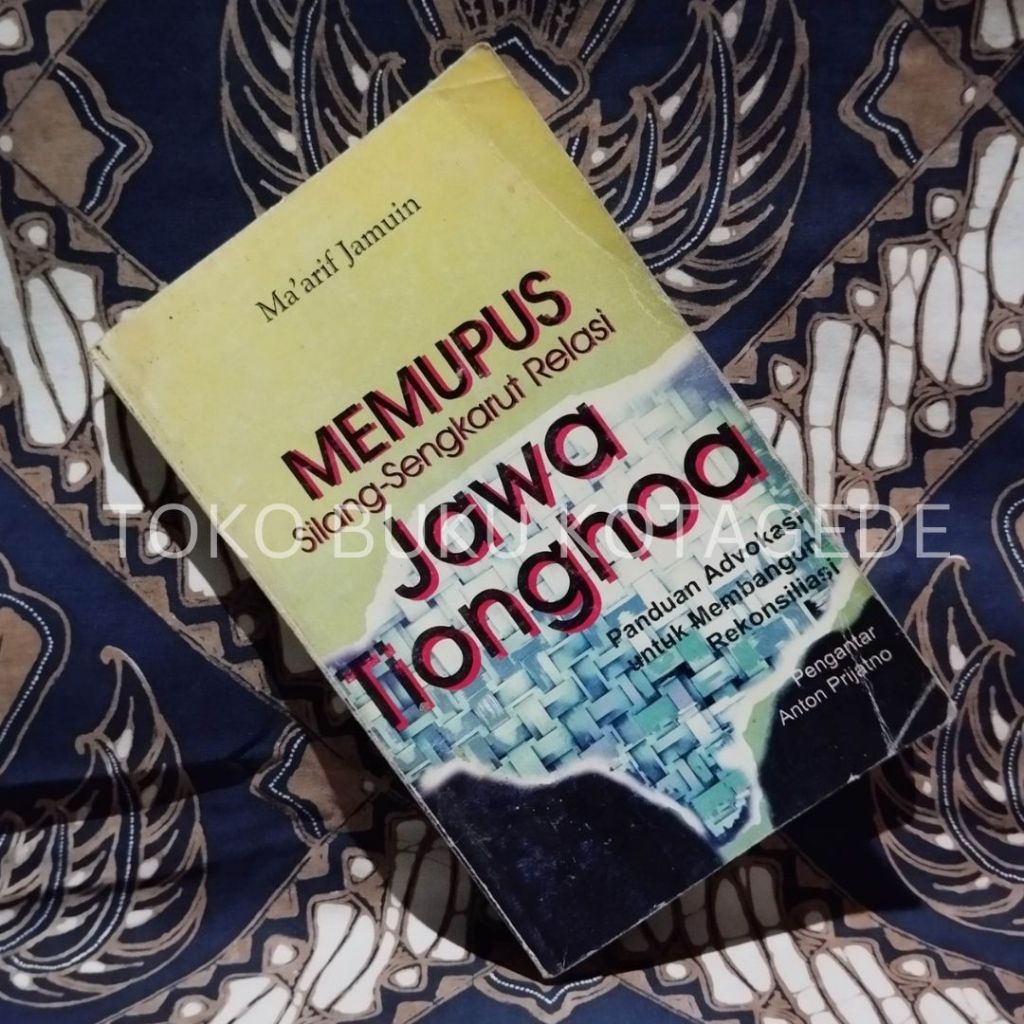 Ma'arif Jamuin
MEMUPUS
Silang-Sengkarut Relasi
Jawa
Tionghoa
Panduan Advokasi
untuk Membangun
Rekonsiliasi
Pengantar
Anton Prijatno
TOKO BUKU KOTAGEDE